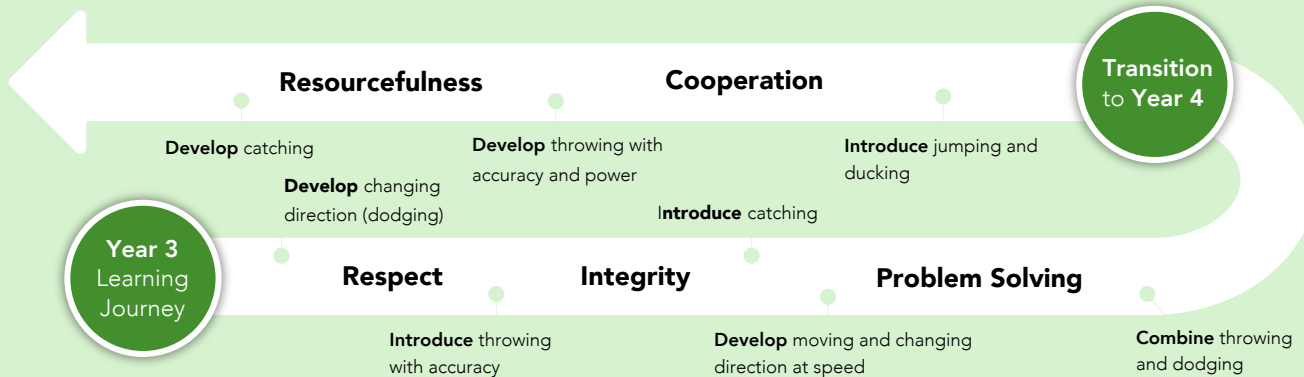 Resourcefulness
Cooperation
Transition
to Year 4
Develop catching
Develop throwing with
accuracy and power
Introduce jumping and
ducking
Develop changing
direction (dodging)
Introduce catching
Year 3
Learning
Journey
Respect
Integrity
Problem Solving
Introduce throwing
with accuracy
Develop moving and changing
direction at speed
Combine throwing
and dodging